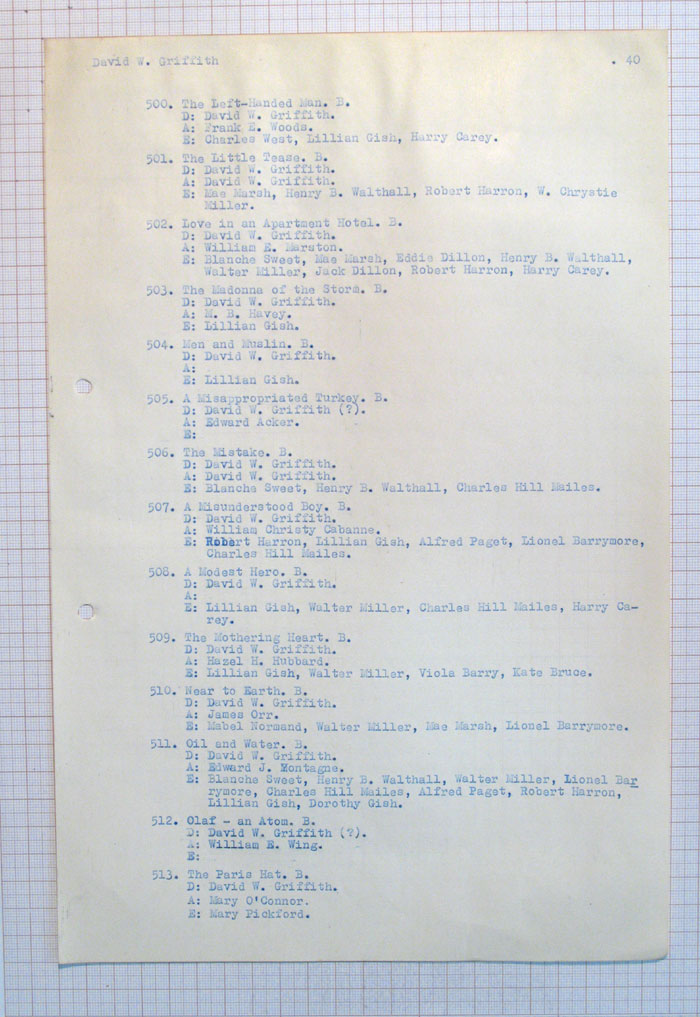 David W. Griffith . 40
500. The Left-Handed Man. B.
D: David W. Griffith.
A: Frank E. Woods.
E: Charles West, Lillian Gish, Harry Carey.
501. The Little Tease. B.
D: David W. Griffith.
A: David W. Griffith.
E: Mae Marsh, Henry B. Walthall, Robert Harron, W. Chrystie
Miller.
502. Love in an Apartment Hotel. B.
D: David W. Griffith.
A: William E. Marston.
E: Blanche Sweet, Mae Marsh, Eddie Dillon, Henry B. Walthall,
Walter Miller, Jack Dillon, Robert Harron, Harry Carey.
503. The Madonna of the Storm. B.
D: David W. Griffith.
A: M. B. Havey.
E: Lillian Gish.
504. Men and Muslin. B.
D: David W. Griffith.
A:
E: Lillian Gish.
505. A Misappropriated Turkey. B.
D: David W. Griffith (?).
A: Edward Acker.
E:
506. The Mistake. B.
D: David W. Griffith.
A: David W. Griffith.
E: Blanche Sweet, Henry B. Walthall, Charles Hill Mailes.
507. A Misunderstood Boy. B.
D: David W. Griffith.
A: William Christy Cabanne.
E: Robert Harron, Lillian Gish, Alfred Paget, Lionel Barrymore,
Charles Hill Mailes.
508. A Modest Hero. B.
D: David W. Griffith.
A:
E: Lillian Gish, Walter Miller, Charles Hill Mailes, Harry Ca-
rey.
509. The Mothering Heart. B.
D: David W. Griffith.
A: Hazel H. Hubbard.
E: Lillian Gish, Walter Miller, Viola Barry, Kate Bruce.
510. Near to Earth. B.
D: David W. Griffith.
A: James Orr.
E: Mabel Normand, Walter Miller, Mae Marsh, Lionel Barrymore.
511. Oil and Water. B.
D: David W. Griffith.
A: Edward J. Montagne.
E: Blanche Sweet, Henry B. Walthall, Walter Miller, Lionel Bar
rymore, Charles Hill Mailes, Alfred Paget, Robert Harron,
Lillian Gish, Dorothy Gish.
512. Olaf - an Atom. B.
D: David W. Griffith (?).
A: William E. Wing.
E:
513. The Paris Hat. B.
D: David W. Griffith.
A: Mary O'Connor.
E: Mary Pickford.